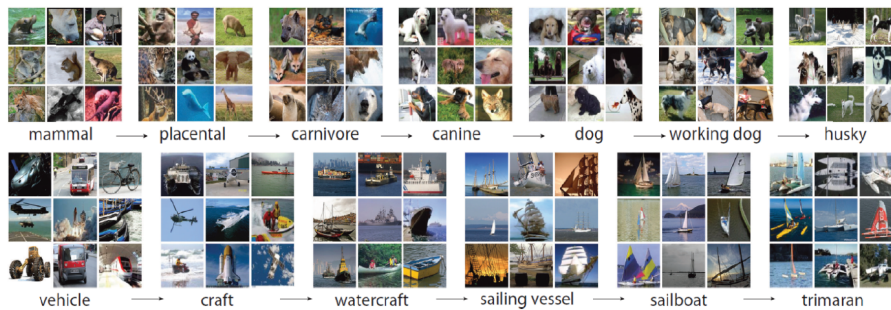 mammal → placental → carnivore → canine → dog → working dog → husky
vehicle → craft → watercraft → sailing vessel → sailboat → trimaran